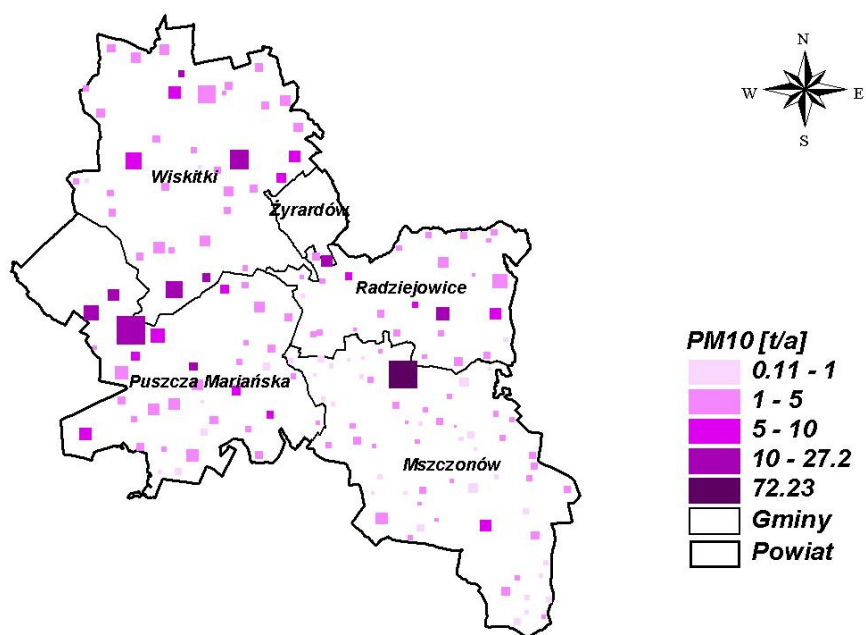 N
W E
S
Wiskitki
Żyrardów
Radziejowice
Puszcza Mariańska
Mszczonów
PM10 [t/a]
0.11 - 1
1 - 5
5 - 10
10 - 27.2
72.23
Gminy
Powiat